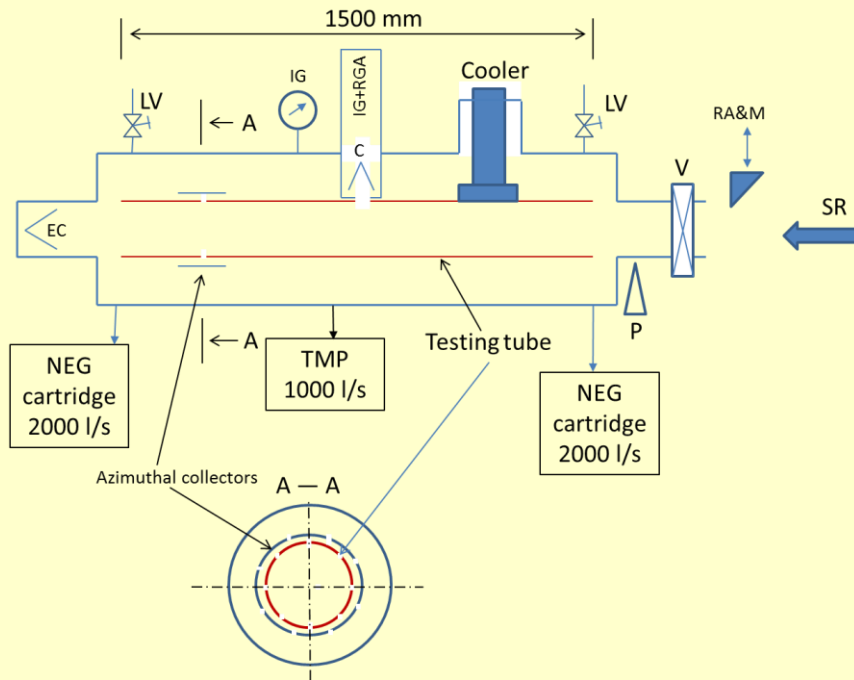 1500 mm
IG
IG+RGA
Cooler
LV
A
LV
RA&M
C
V
SR
EC
P
A
Testing tube
NEG
cartridge
2000 l/s
TMP
1000 l/s
NEG
cartridge
2000 l/s
Azimuthal collectors
A — A